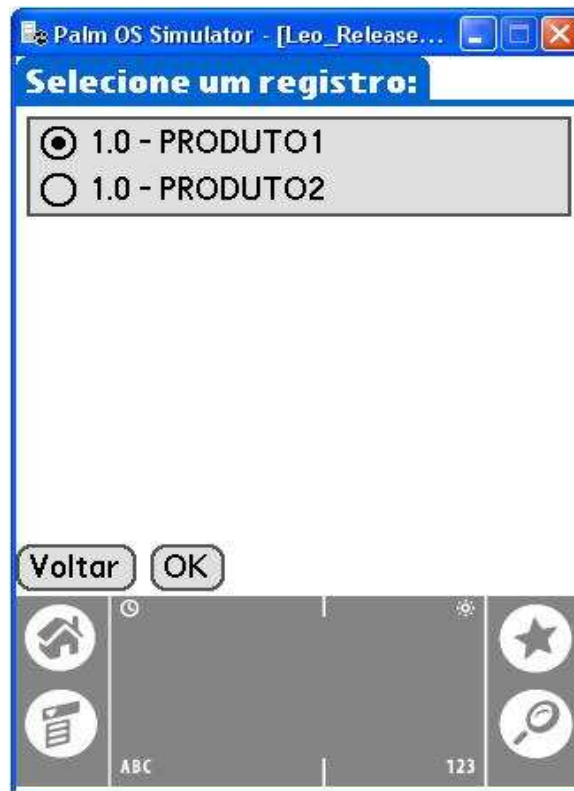 Palm OS Simulator - [Leo_Release...
Selecione um registro:
1.0 - PRODUTO1
1.0 - PRODUTO2
Voltar OK
ABC 123